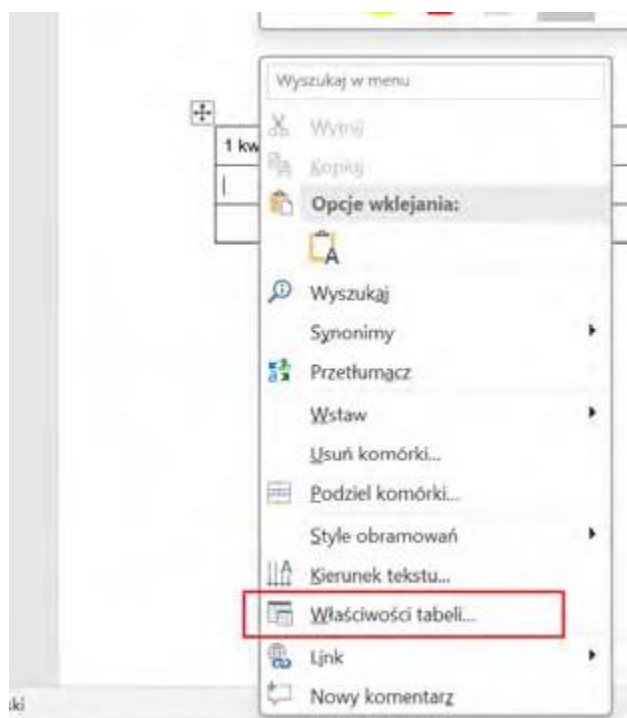 Wyszukaj w menu
Wytnij
1 kw
Kopiuj
Opcje wklejania:
Wyszukaj
Synonimy
Przetłumacz
Wstaw
Usuń komórki...
Podziel komórki...
Style obramowań
Kierunek tekstu...
Właściwości tabeli...
Link
Nowy komentarz
ki